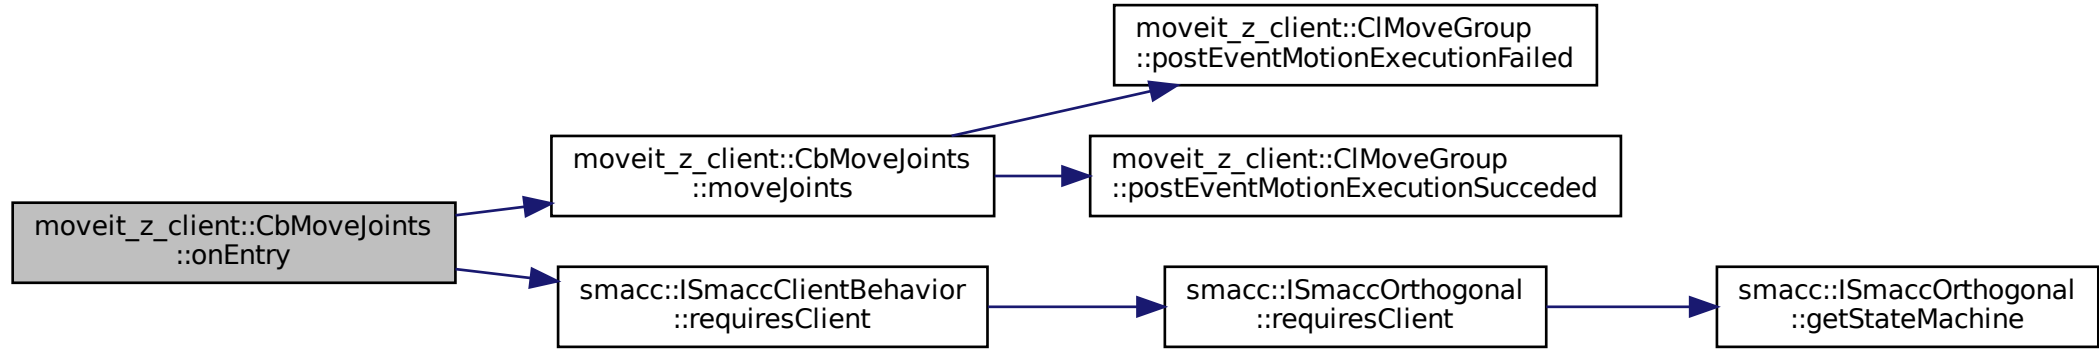 moveit_z_client::ClMoveGroup
::postEventMotionExecutionFailed
moveit_z_client::CbMoveJoints
::moveJoints
moveit_z_client::ClMoveGroup
::postEventMotionExecutionSucceded
moveit_z_client::CbMoveJoints
::onEntry
smacc::ISmaccClientBehavior
::requiresClient
smacc::ISmaccOrthogonal
::requiresClient
smacc::ISmaccOrthogonal
::getStateMachine